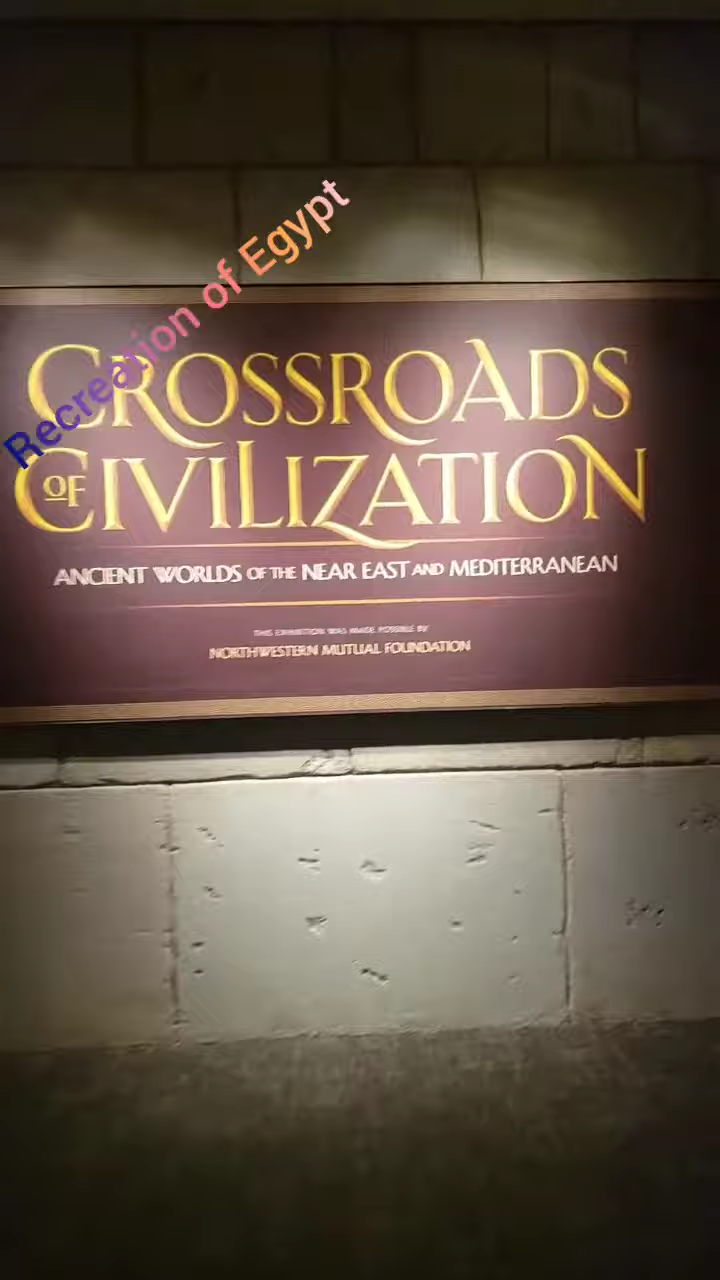 Recreation of Egypt
CROSSROADS
OF CIVILIZATION
ANCIENT WORLDS OF THE NEAR EAST AND MEDITERRANEAN
THIS EXHIBITION WAS MADE POSSIBLE BY
NORTHWESTERN MUTUAL FOUNDATION